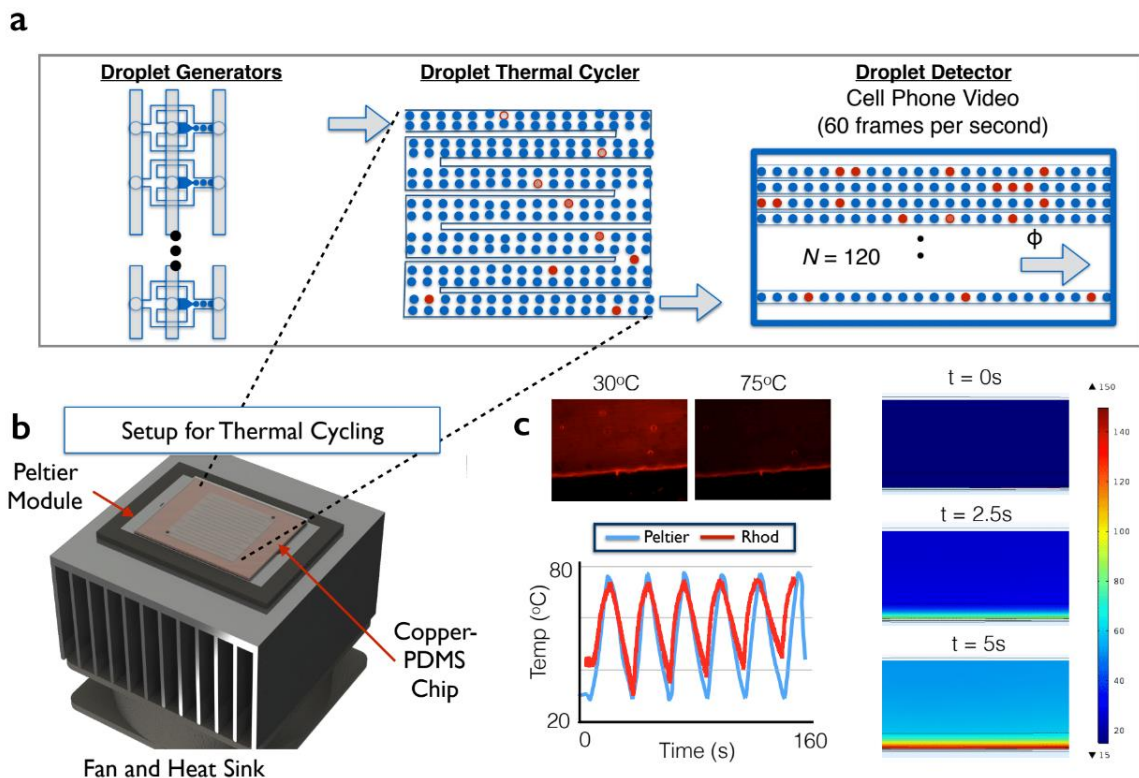 a
Droplet Generators
Droplet Thermal Cycler
Droplet Detector
Cell Phone Video
(60 frames per second)
N = 120
Φ
b
Setup for Thermal Cycling
Peltier
Module
Copper-
PDMS
Chip
Fan and Heat Sink
c
30°C
75°C
Peltier
Rhod
80
Temp (°C)
20
0
160
Time (s)
t = 0s
t = 2.5s
t = 5s
▲ 150
140
120
100
80
60
40
20
▼ 15